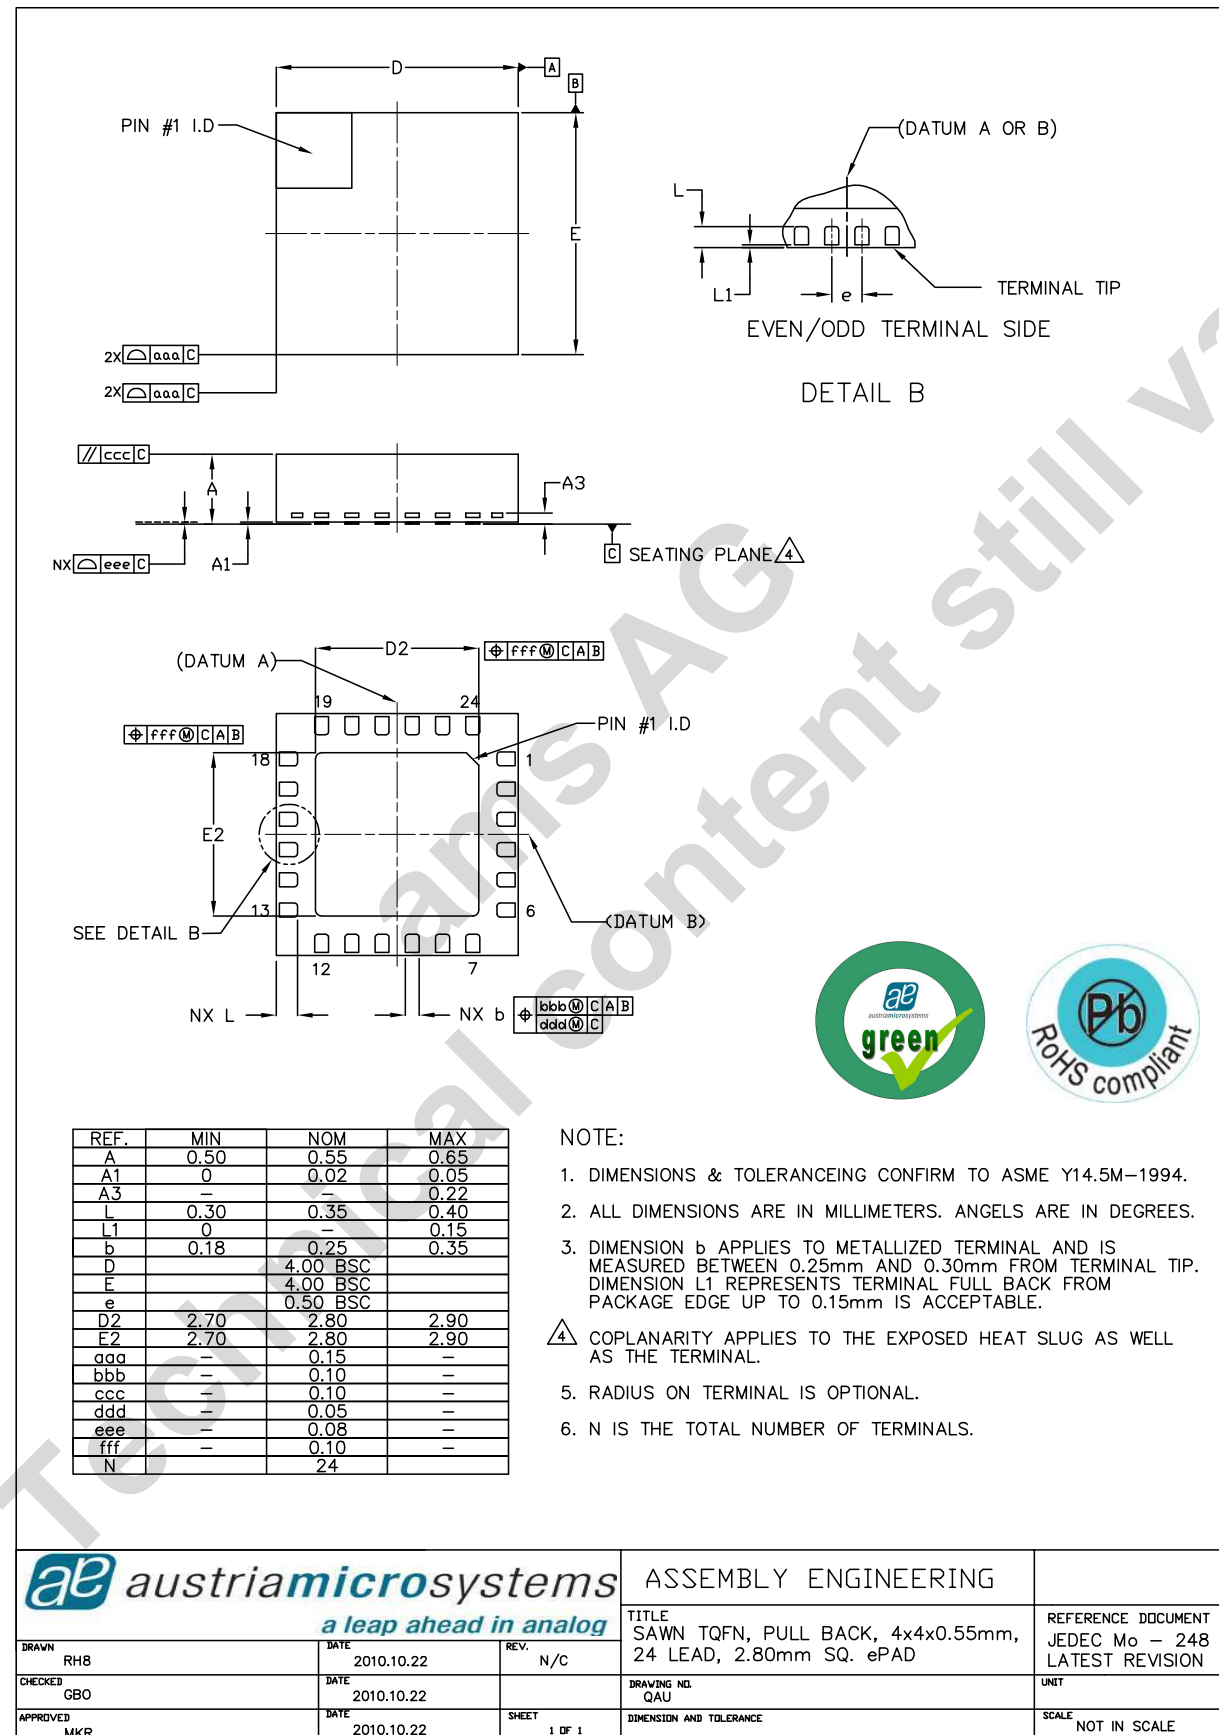 D
A
B
PIN #1 I.D
E
2X aaa C
2X aaa C
(DATUM A OR B)
L
L1
e
TERMINAL TIP
EVEN/ODD TERMINAL SIDE
DETAIL B
// ccc C
A
A3
NX eee C
A1
C SEATING PLANE 4
(DATUM A)
D2
fff M C A B
19
24
PIN #1 I.D
fff M C A B
18
1
E2
13
6
SEE DETAIL B
(DATUM B)
12
7
NX L
NX b
bbb M C A B
ddd M C
austriamicrosystems
green
Pb
RoHS compliant
REF. MIN NOM MAX
A 0.50 0.55 0.65
A1 0 0.02 0.05
A3 – – 0.22
L 0.30 0.35 0.40
L1 0 – 0.15
b 0.18 0.25 0.35
D 4.00 BSC
E 4.00 BSC
e 0.50 BSC
D2 2.70 2.80 2.90
E2 2.70 2.80 2.90
aaa – 0.15 –
bbb – 0.10 –
ccc – 0.10 –
ddd – 0.05 –
eee – 0.08 –
fff – 0.10 –
N 24
NOTE:
1. DIMENSIONS & TOLERANCEING CONFIRM TO ASME Y14.5M–1994.
2. ALL DIMENSIONS ARE IN MILLIMETERS. ANGELS ARE IN DEGREES.
3. DIMENSION b APPLIES TO METALLIZED TERMINAL AND IS
MEASURED BETWEEN 0.25mm AND 0.30mm FROM TERMINAL TIP.
DIMENSION L1 REPRESENTS TERMINAL FULL BACK FROM
PACKAGE EDGE UP TO 0.15mm IS ACCEPTABLE.
4 COPLANARITY APPLIES TO THE EXPOSED HEAT SLUG AS WELL
AS THE TERMINAL.
5. RADIUS ON TERMINAL IS OPTIONAL.
6. N IS THE TOTAL NUMBER OF TERMINALS.
ams AG
Technical content still va
austriamicrosystems
a leap ahead in analog
ASSEMBLY ENGINEERING
TITLE
SAWN TQFN, PULL BACK, 4x4x0.55mm,
24 LEAD, 2.80mm SQ. ePAD
REFERENCE DOCUMENT
JEDEC Mo – 248
LATEST REVISION
DRAWN
RH8
DATE
2010.10.22
REV.
N/C
CHECKED
GBO
DATE
2010.10.22
DRAWING NO.
QAU
UNIT
APPROVED
MKR
DATE
2010.10.22
SHEET
1 OF 1
DIMENSION AND TOLERANCE
SCALE
NOT IN SCALE